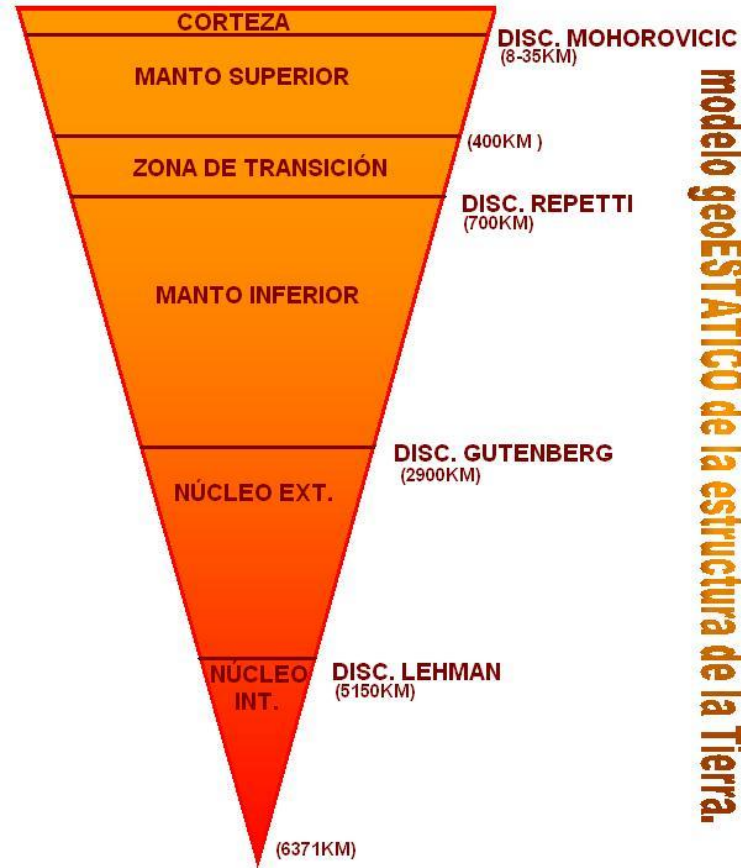 CORTEZA
DISC. MOHOROVICIC
(8-35KM)
MANTO SUPERIOR
(400KM )
ZONA DE TRANSICIÓN
DISC. REPETTI
(700KM)
MANTO INFERIOR
DISC. GUTENBERG
(2900KM)
NÚCLEO EXT.
NÚCLEO
INT.
DISC. LEHMAN
(5150KM)
(6371KM)
modelo geoESTATICO de la estructura de la Tierra.